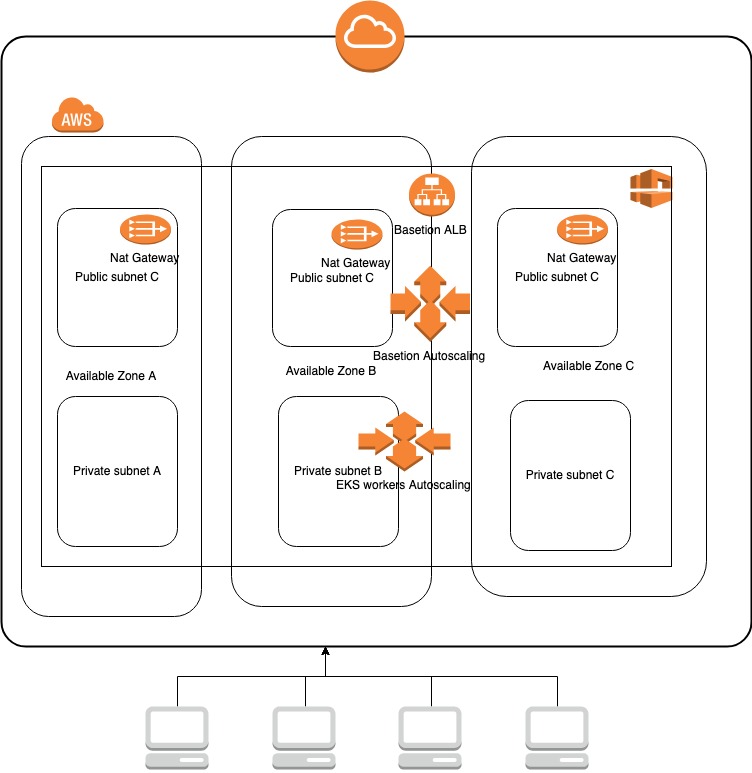 AWS
Basetion ALB
Nat Gateway
Public subnet C
Nat Gateway
Public subnet C
Nat Gateway
Public subnet C
Basetion Autoscaling
Available Zone A
Available Zone B
Available Zone C
Private subnet A
Private subnet B
Private subnet C
EKS workers Autoscaling